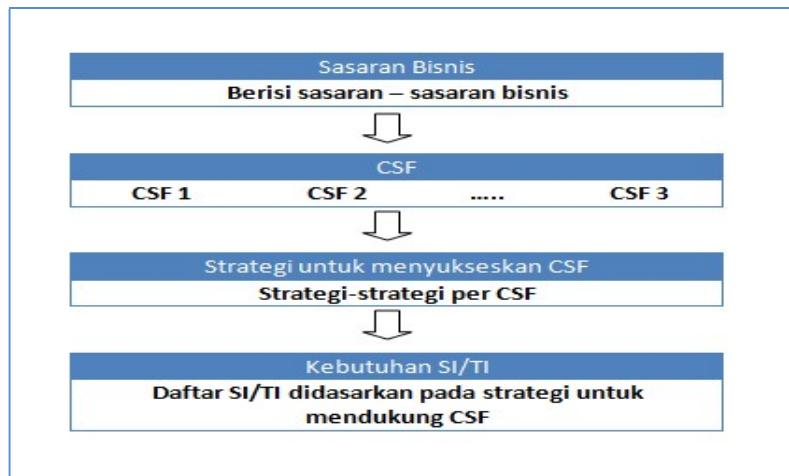 Sasaran Bisnis
Berisi sasaran – sasaran bisnis
CSF
CSF 1 CSF 2 ..... CSF 3
Strategi untuk menyukseskan CSF
Strategi-strategi per CSF
Kebutuhan SI/TI
Daftar SI/TI didasarkan pada strategi untuk
mendukung CSF